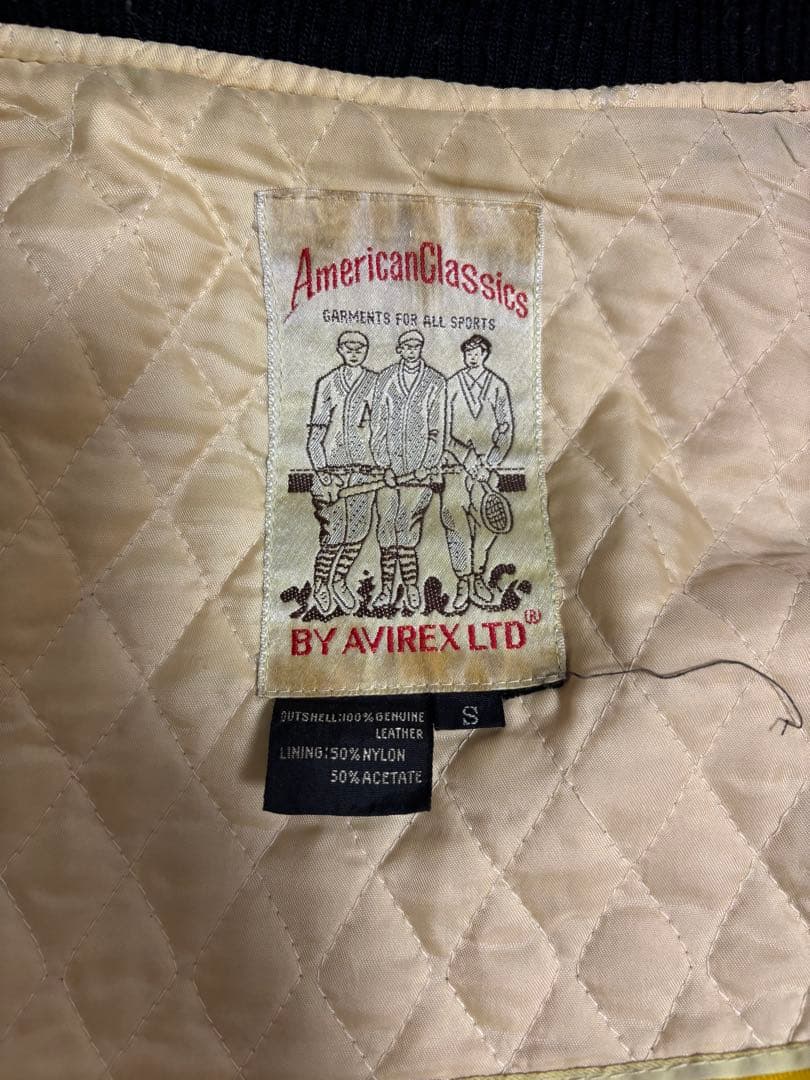 AmericanClassics
GARMENTS FOR ALL SPORTS
BY AVIREX LTD®
S
OUTSHELL:100%GENUINE
LEATHER
LINING:50%NYLON
50%ACETATE